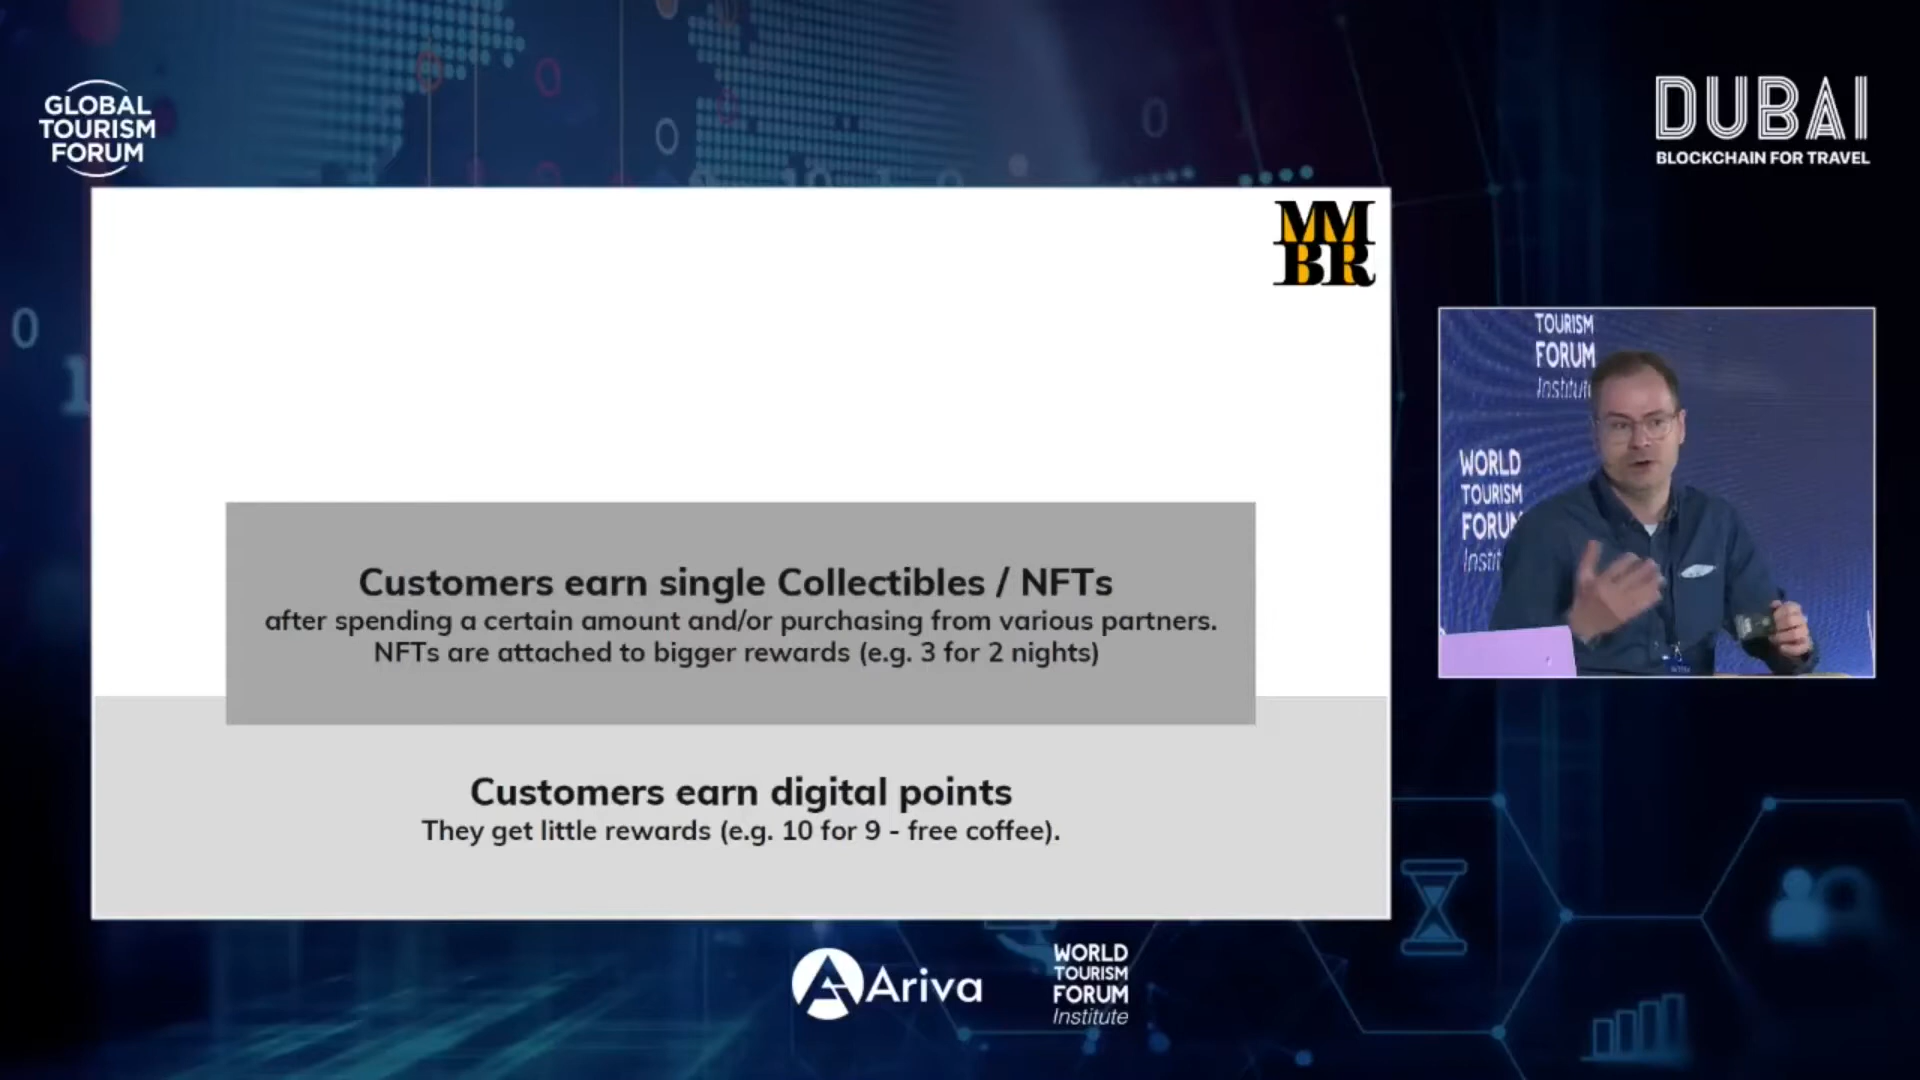 GLOBAL
TOURISM
FORUM
DUBAI
BLOCKCHAIN FOR TRAVEL
MM
BR
Customers earn single Collectibles / NFTs
after spending a certain amount and/or purchasing from various partners.
NFTs are attached to bigger rewards (e.g. 3 for 2 nights)
Customers earn digital points
They get little rewards (e.g. 10 for 9 - free coffee).
TOURISM
FORUM
WORLD
TOURISM
Ariva
WORLD
TOURISM
FORUM
Institute